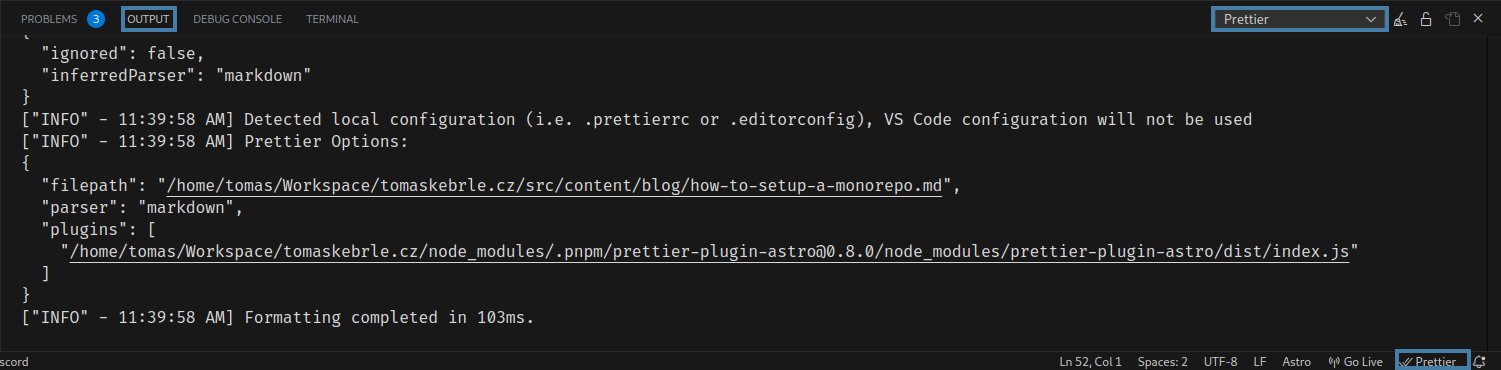 PROBLEMS 3 OUTPUT DEBUG CONSOLE TERMINAL Prettier
{
"ignored": false,
"inferredParser": "markdown"
}
["INFO" - 11:39:58 AM] Detected local configuration (i.e. .prettierrc or .editorconfig), VS Code configuration will not be used
["INFO" - 11:39:58 AM] Prettier Options:
{
"filepath": "/home/tomas/Workspace/tomaskebrle.cz/src/content/blog/how-to-setup-a-monorepo.md",
"parser": "markdown",
"plugins": [
"/home/tomas/Workspace/tomaskebrle.cz/node_modules/.pnpm/prettier-plugin-astro@0.8.0/node_modules/prettier-plugin-astro/dist/index.js"
]
}
["INFO" - 11:39:58 AM] Formatting completed in 103ms.
scord Ln 52, Col 1 Spaces: 2 UTF-8 LF Astro Go Live Prettier